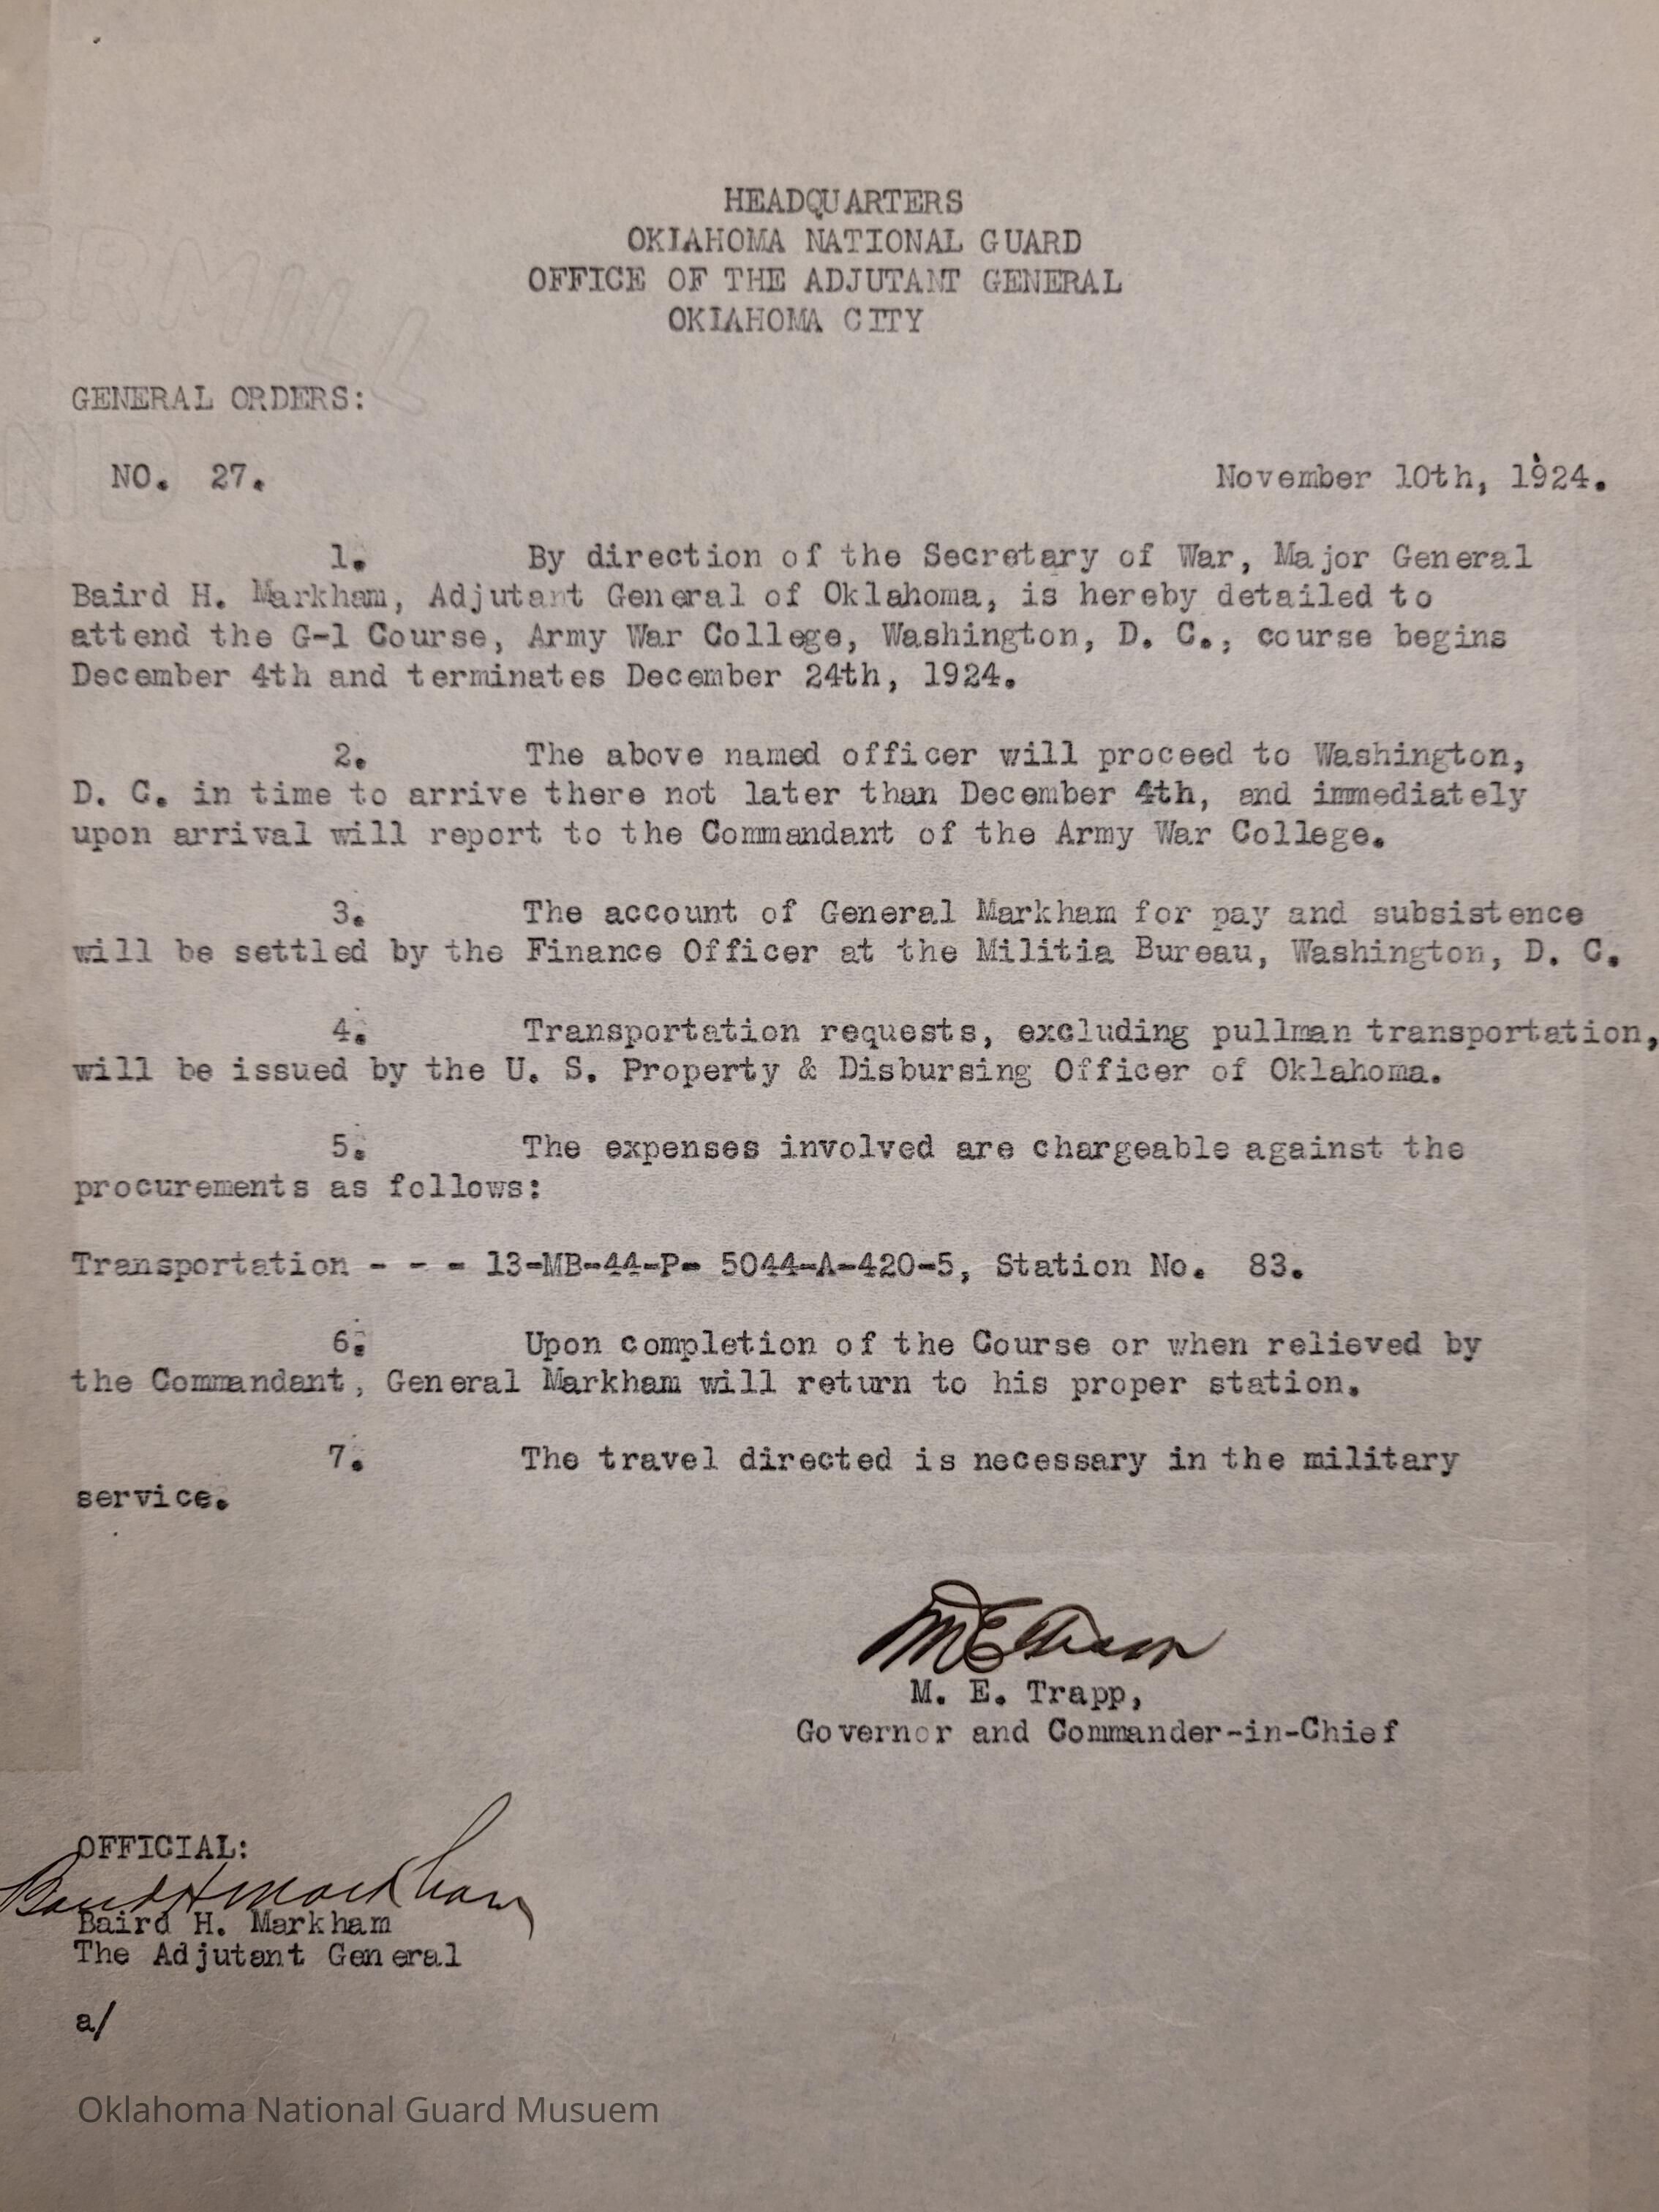 HEADQUARTERS
OKLAHOMA NATIONAL GUARD
OFFICE OF THE ADJUTANT GENERAL
OKLAHOMA CITY
GENERAL ORDERS:
NO. 27. November 10th, 1924.
1. By direction of the Secretary of War, Major General
Baird H. Markham, Adjutant General of Oklahoma, is hereby detailed to
attend the G-1 Course, Army War College, Washington, D. C., course begins
December 4th and terminates December 24th, 1924.
2. The above named officer will proceed to Washington,
D. C. in time to arrive there not later than December 4th, and immediately
upon arrival will report to the Commandant of the Army War College.
3. The account of General Markham for pay and subsistence
will be settled by the Finance Officer at the Militia Bureau, Washington, D. C.
4. Transportation requests, excluding pullman transportation,
will be issued by the U. S. Property & Disbursing Officer of Oklahoma.
5. The expenses involved are chargeable against the
procurements as follows:
Transportation - - - 13-MB-44-P- 5044-A-420-5, Station No. 83.
6. Upon completion of the Course or when relieved by
the Commandant, General Markham will return to his proper station.
7. The travel directed is necessary in the military
service.
M E Trapp
M. E. Trapp,
Governor and Commander-in-Chief
OFFICIAL:
Baird H Markham
Baird H. Markham
The Adjutant General
a/
Oklahoma National Guard Musuem